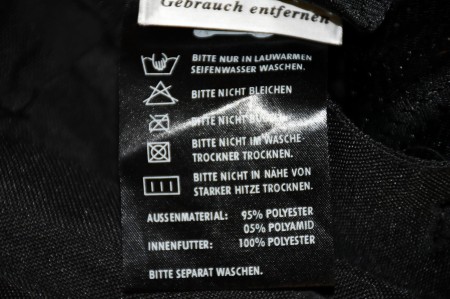 Gebrauch entfernen
BITTE NUR IN LAUWARMEN
SEIFENWASSER WASCHEN.
BITTE NICHT BLEICHEN
BITTE NICHT
BITTE NICHT IM WÄSCHE-
TROCKNER TROCKNEN.
BITTE NICHT IN NÄHE VON
STARKER HITZE TROCKNEN.
AUSSENMATERIAL: 95% POLYESTER
05% POLYAMID
INNENFUTTER: 100% POLYESTER
BITTE SEPARAT WASCHEN.